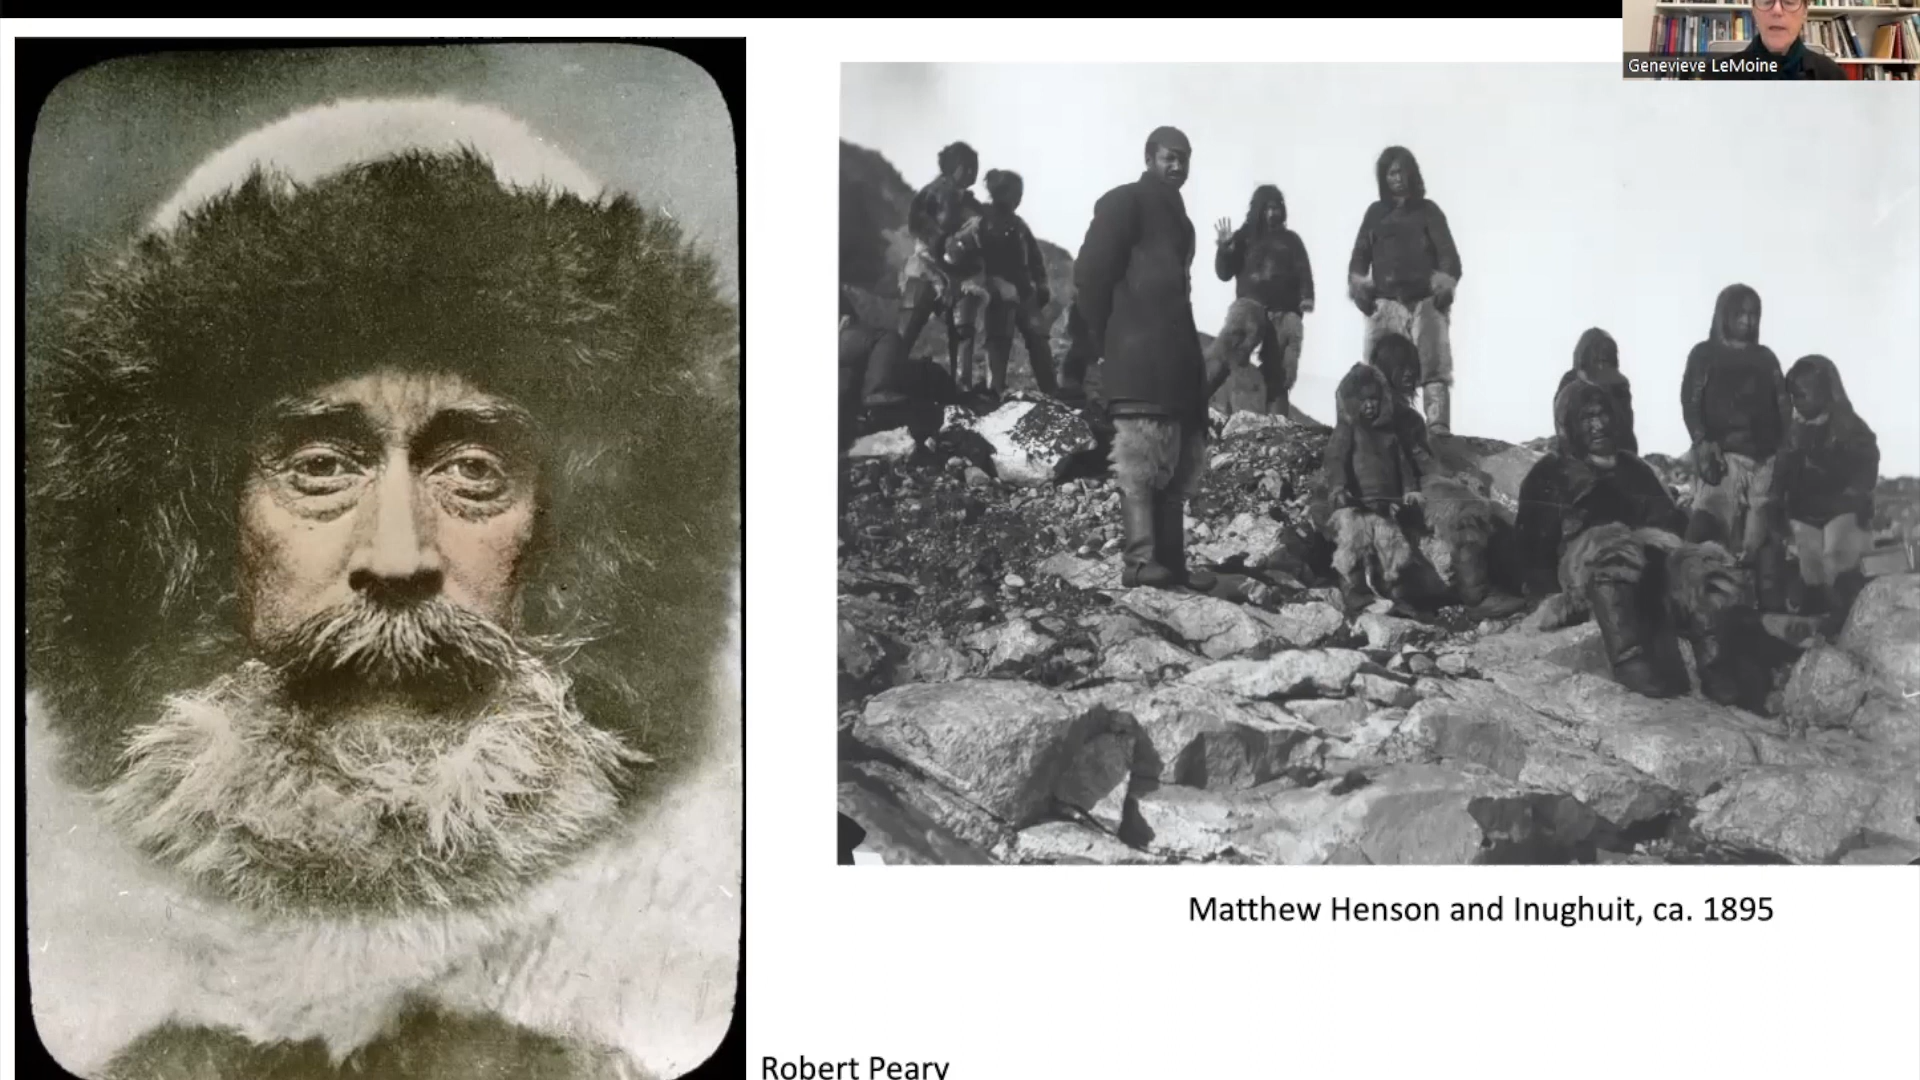 Genevieve LeMoine
Matthew Henson and Inughuit, ca. 1895
Robert Peary